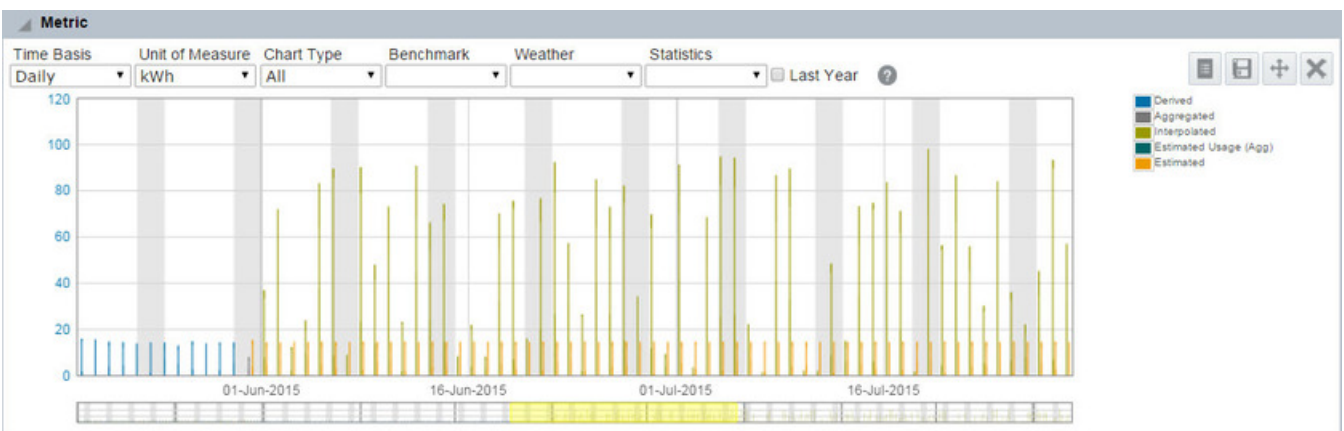 Metric
Time Basis Unit of Measure Chart Type Benchmark Weather Statistics
Daily kWh All Last Year ?
120
Derived
Aggregated
Interpolated
Estimated Usage (Agg)
Estimated
100
80
60
40
20
0
01-Jun-2015 16-Jun-2015 01-Jul-2015 16-Jul-2015